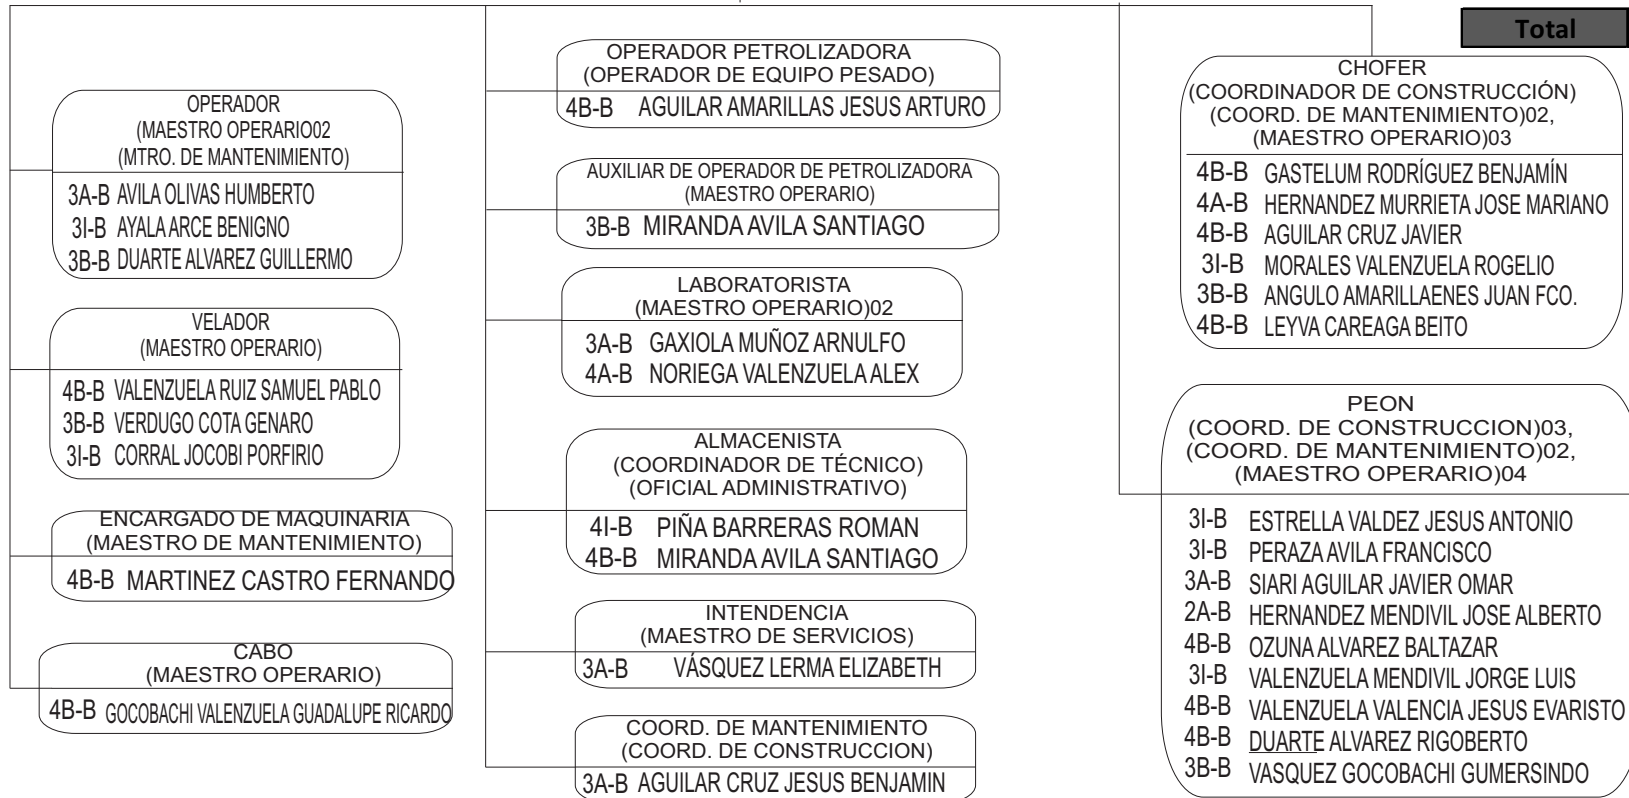 Total
OPERADOR
(MAESTRO OPERARIO02
(MTRO. DE MANTENIMIENTO)
3A-B AVILA OLIVAS HUMBERTO
3I-B AYALA ARCE BENIGNO
3B-B DUARTE ALVAREZ GUILLERMO
VELADOR
(MAESTRO OPERARIO)
4B-B VALENZUELA RUIZ SAMUEL PABLO
3B-B VERDUGO COTA GENARO
3I-B CORRAL JOCOBI PORFIRIO
ENCARGADO DE MAQUINARIA
(MAESTRO DE MANTENIMIENTO)
4B-B MARTINEZ CASTRO FERNANDO
CABO
(MAESTRO OPERARIO)
4B-B GOCOBACHI VALENZUELA GUADALUPE RICARDO
OPERADOR PETROLIZADORA
(OPERADOR DE EQUIPO PESADO)
4B-B AGUILAR AMARILLAS JESUS ARTURO
AUXILIAR DE OPERADOR DE PETROLIZADORA
(MAESTRO OPERARIO)
3B-B MIRANDA AVILA SANTIAGO
LABORATORISTA
(MAESTRO OPERARIO)02
3A-B GAXIOLA MUÑOZ ARNULFO
4A-B NORIEGA VALENZUELA ALEX
ALMACENISTA
(COORDINADOR DE TÉCNICO)
(OFICIAL ADMINISTRATIVO)
4I-B PIÑA BARRERAS ROMAN
4B-B MIRANDA AVILA SANTIAGO
INTENDENCIA
(MAESTRO DE SERVICIOS)
3A-B VÁSQUEZ LERMA ELIZABETH
COORD. DE MANTENIMIENTO
(COORD. DE CONSTRUCCION)
3A-B AGUILAR CRUZ JESUS BENJAMIN
CHOFER
(COORDINADOR DE CONSTRUCCIÓN)
(COORD. DE MANTENIMIENTO)02,
(MAESTRO OPERARIO)03
4B-B GASTELUM RODRÍGUEZ BENJAMÍN
4A-B HERNANDEZ MURRIETA JOSE MARIANO
4B-B AGUILAR CRUZ JAVIER
3I-B MORALES VALENZUELA ROGELIO
3B-B ANGULO AMARILLAENES JUAN FCO.
4B-B LEYVA CAREAGA BEITO
PEON
(COORD. DE CONSTRUCCION)03,
(COORD. DE MANTENIMIENTO)02,
(MAESTRO OPERARIO)04
3I-B ESTRELLA VALDEZ JESUS ANTONIO
3I-B PERAZA AVILA FRANCISCO
3A-B SIARI AGUILAR JAVIER OMAR
2A-B HERNANDEZ MENDIVIL JOSE ALBERTO
4B-B OZUNA ALVAREZ BALTAZAR
3I-B VALENZUELA MENDIVIL JORGE LUIS
4B-B VALENZUELA VALENCIA JESUS EVARISTO
4B-B DUARTE ALVAREZ RIGOBERTO
3B-B VASQUEZ GOCOBACHI GUMERSINDO